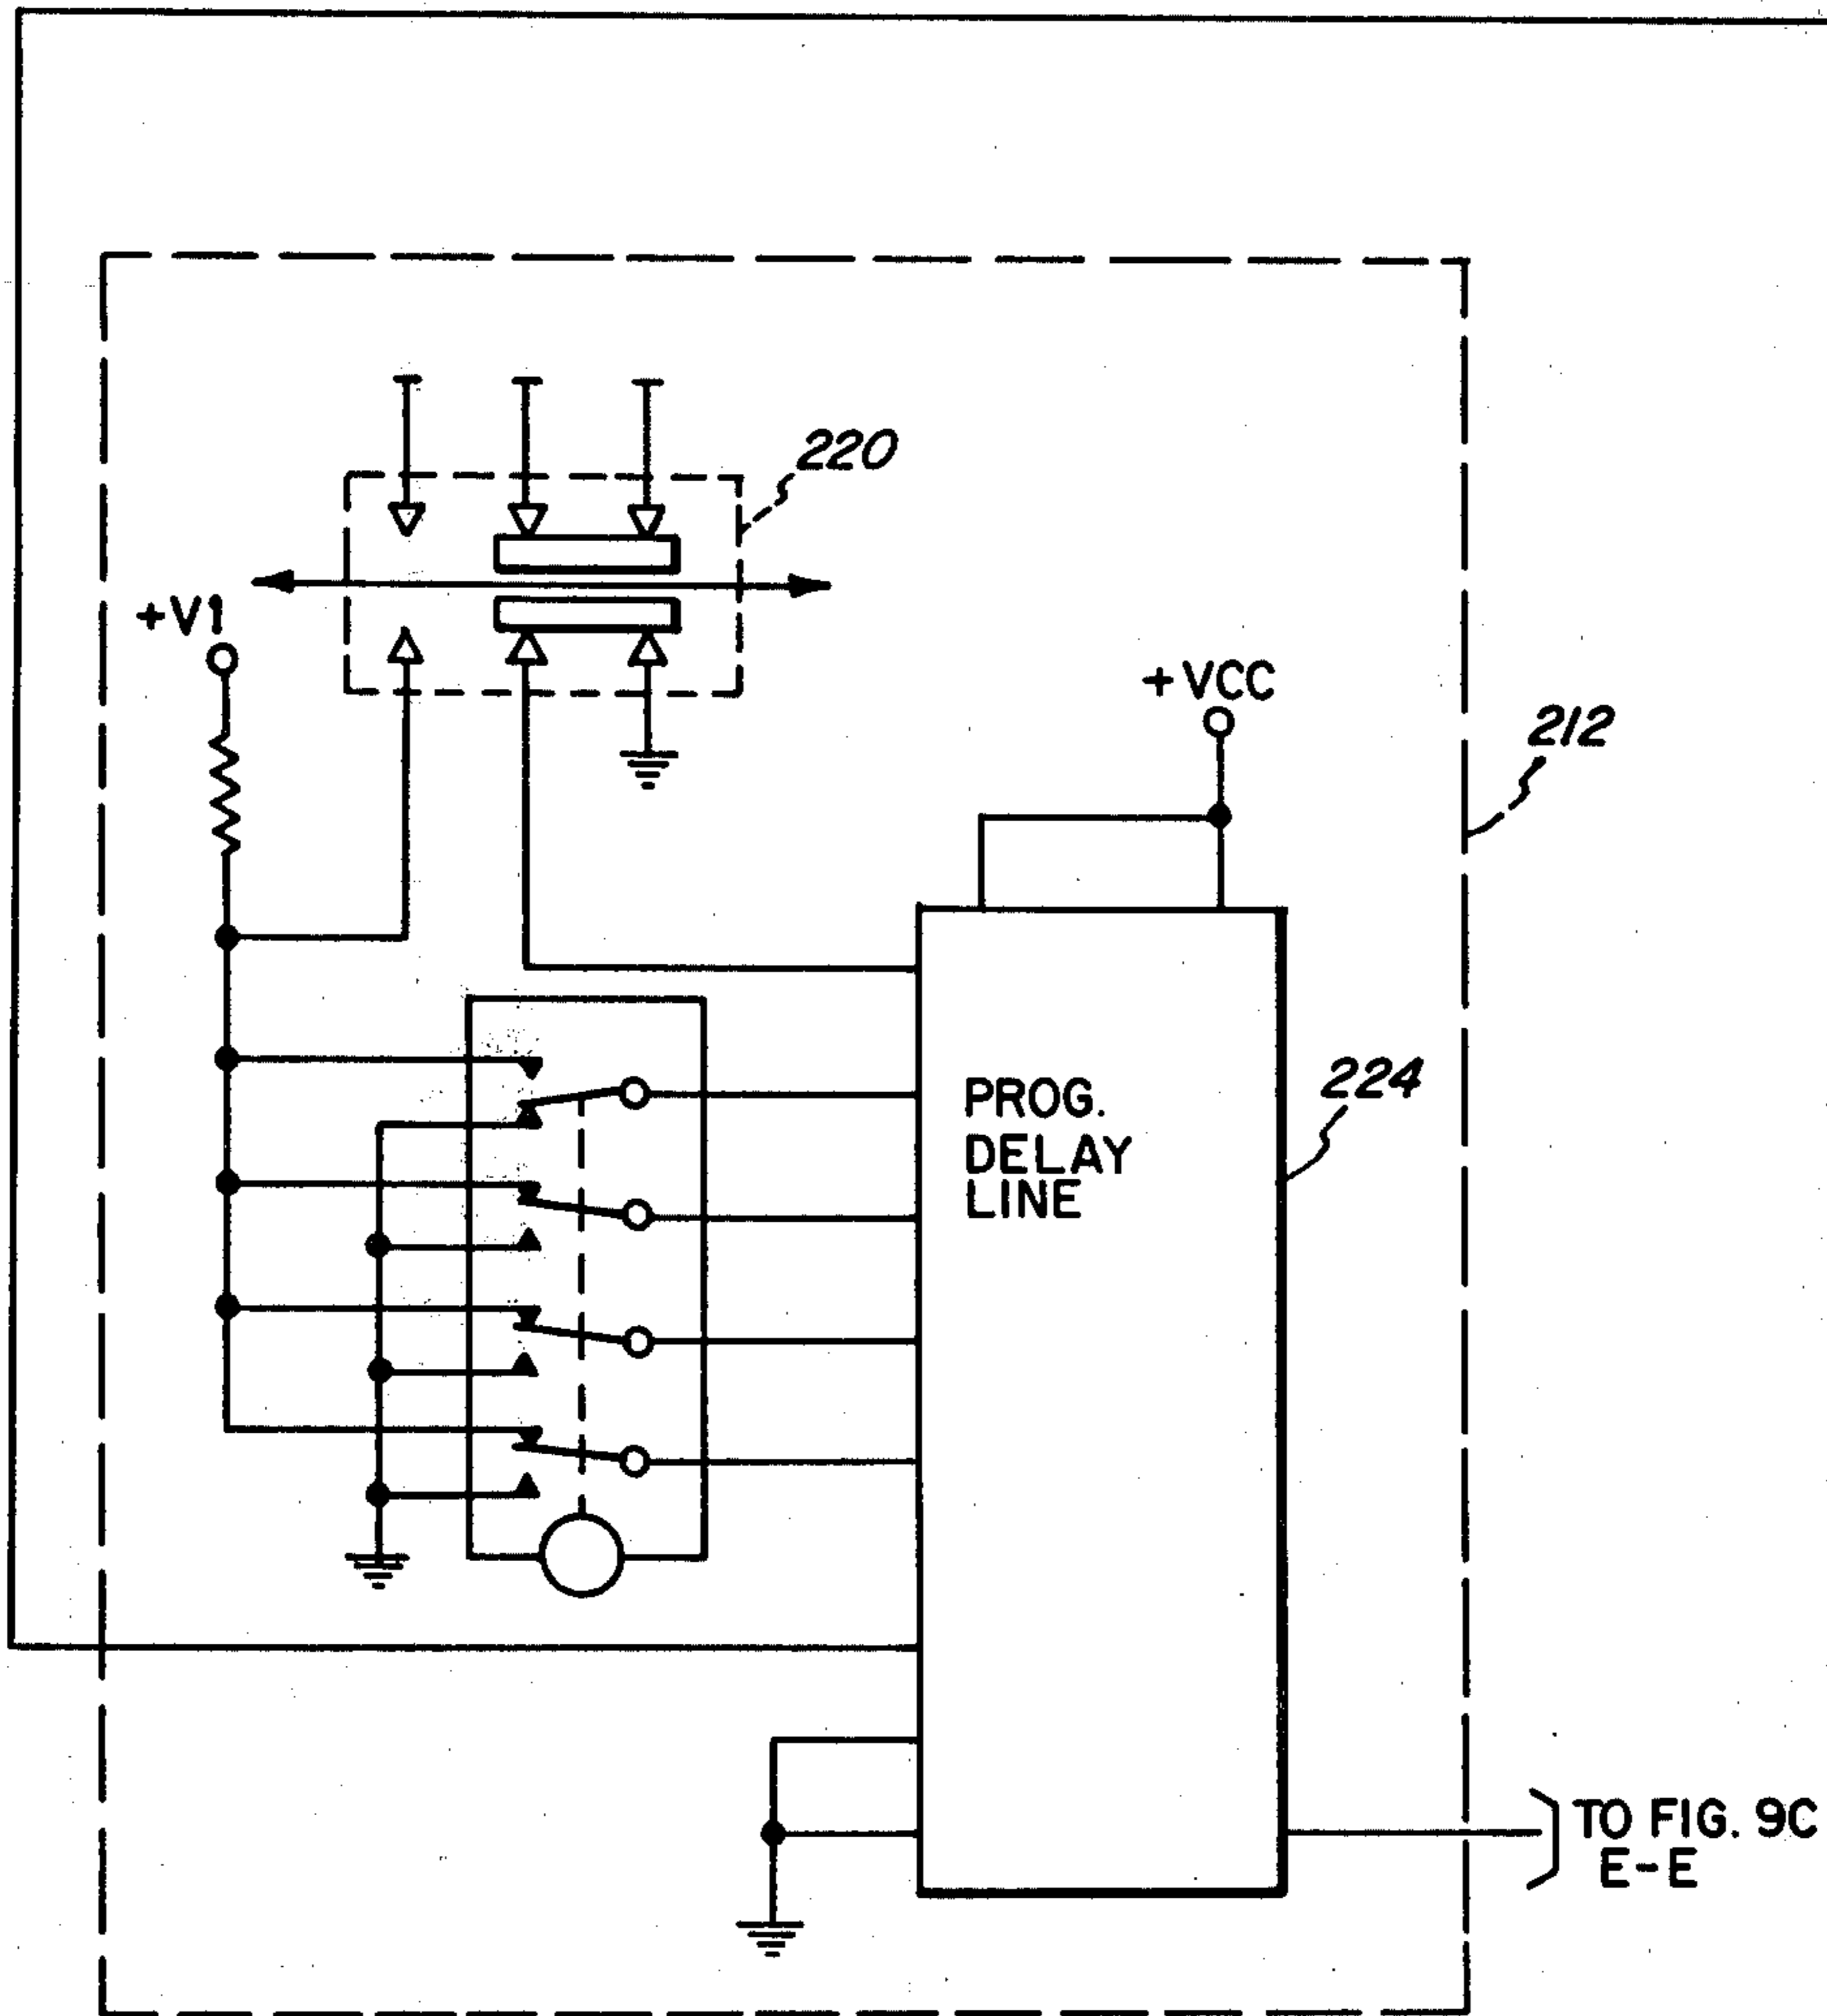 220
+V1
+VCC
212
PROG.
DELAY
LINE
224
TO FIG. 9C
E-E